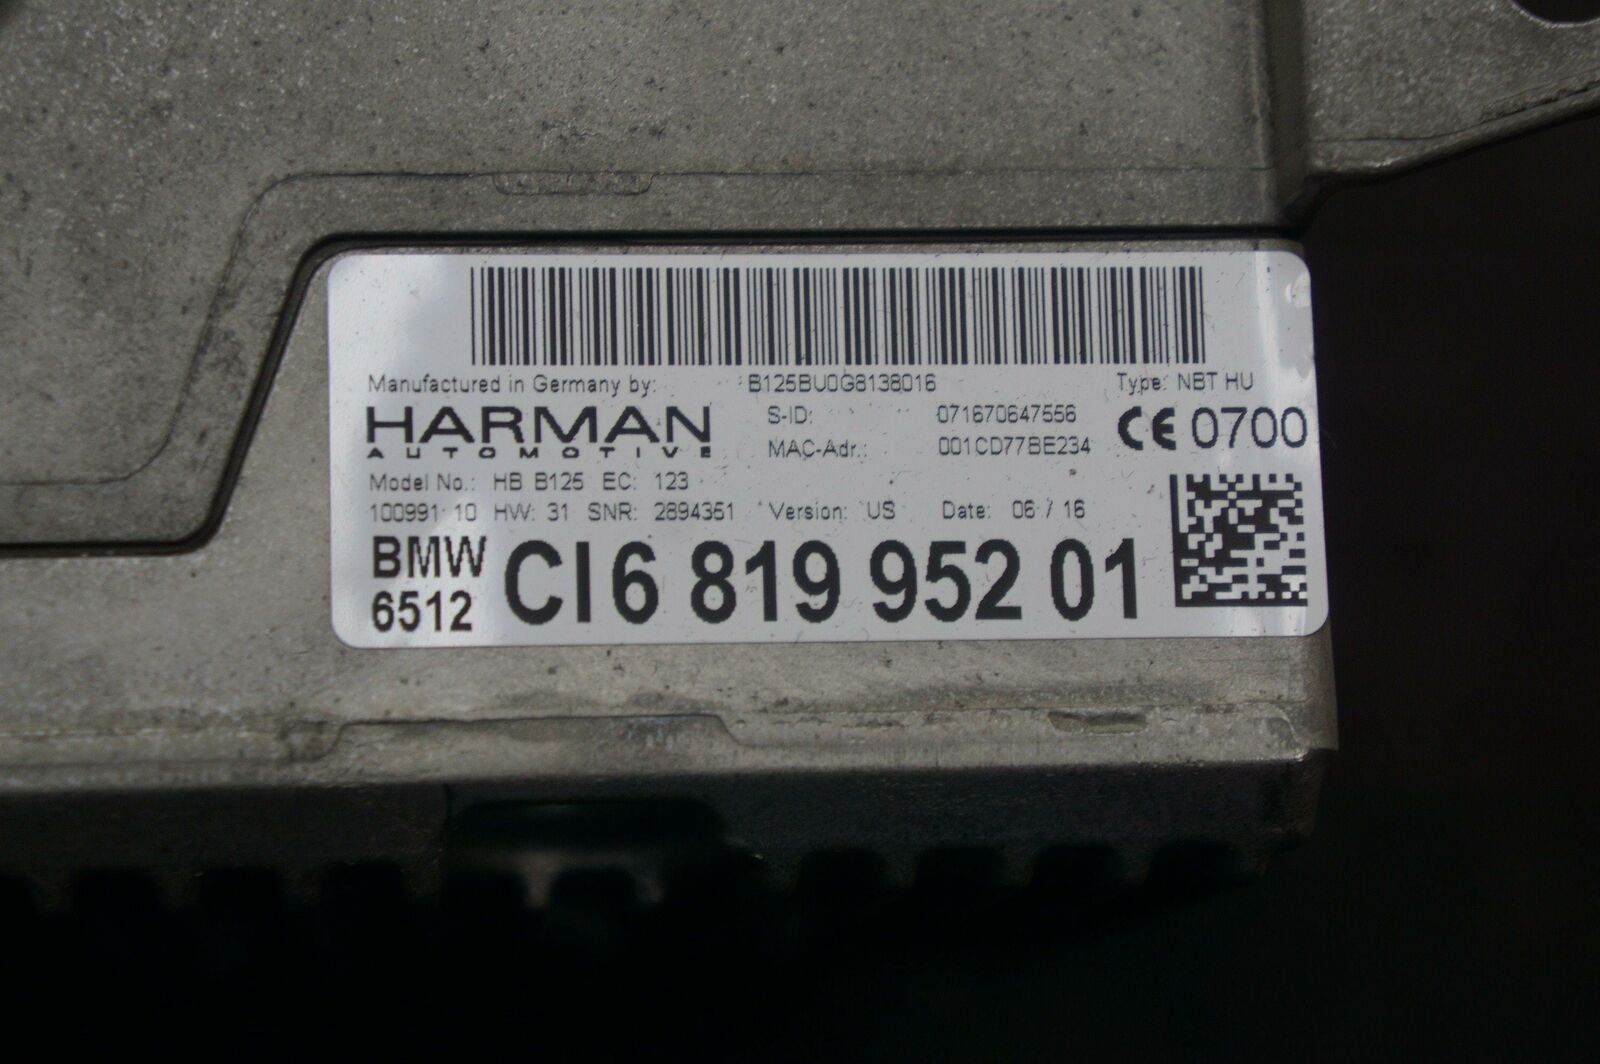 Manufactured in Germany by: B125BU0G8138016 Type: NBT HU
HARMAN S-ID: 071670647556 CE 0700
AUTOMOTIVE MAC-Adr.: 001CD77BE234
Model No.: HB B125 EC: 123
100991 10 HW: 31 SNR: 2894351 Version: US Date: 06 / 16
BMW CI6 819 952 01
6512